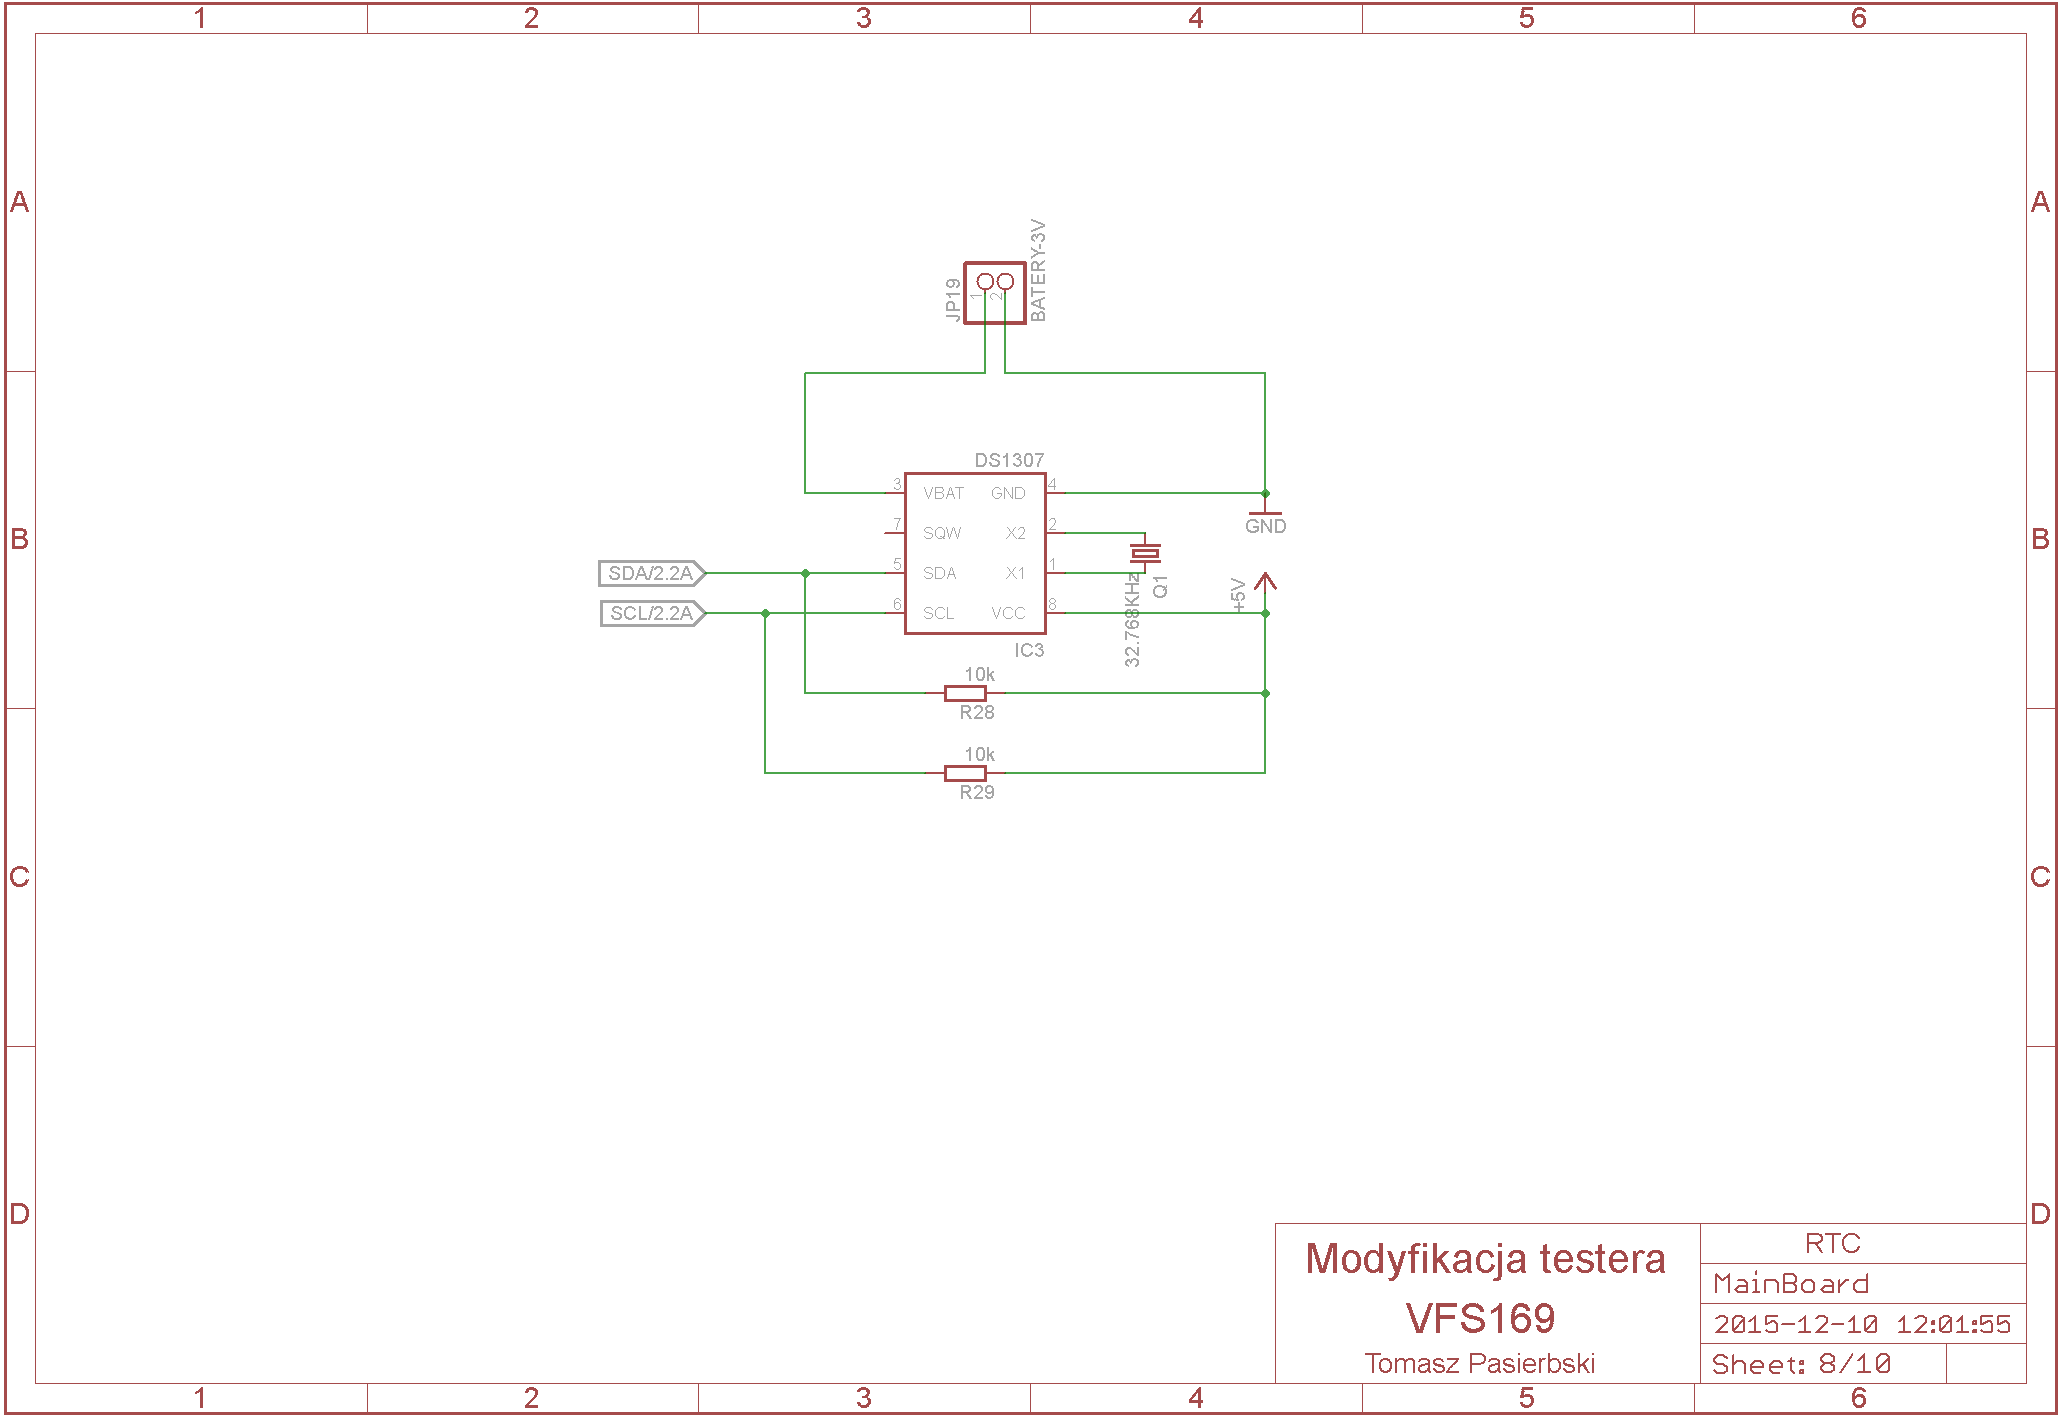 1 2 3 4 5 6
A A
BATERY-3V
JP19
1 2
B B
DS1307
3 VBAT GND 4
7 SQW X2 2
5 SDA X1 1
6 SCL VCC 8
IC3
GND
+5V
SDA/2.2A
SCL/2.2A
Q1
32.768KHz
10k
R28
10k
R29
C C
D D
Modyfikacja testera
VFS169
Tomasz Pasierbski
RTC
MainBoard
2015-12-10 12:01:55
Sheet: 8/10
1 2 3 4 5 6